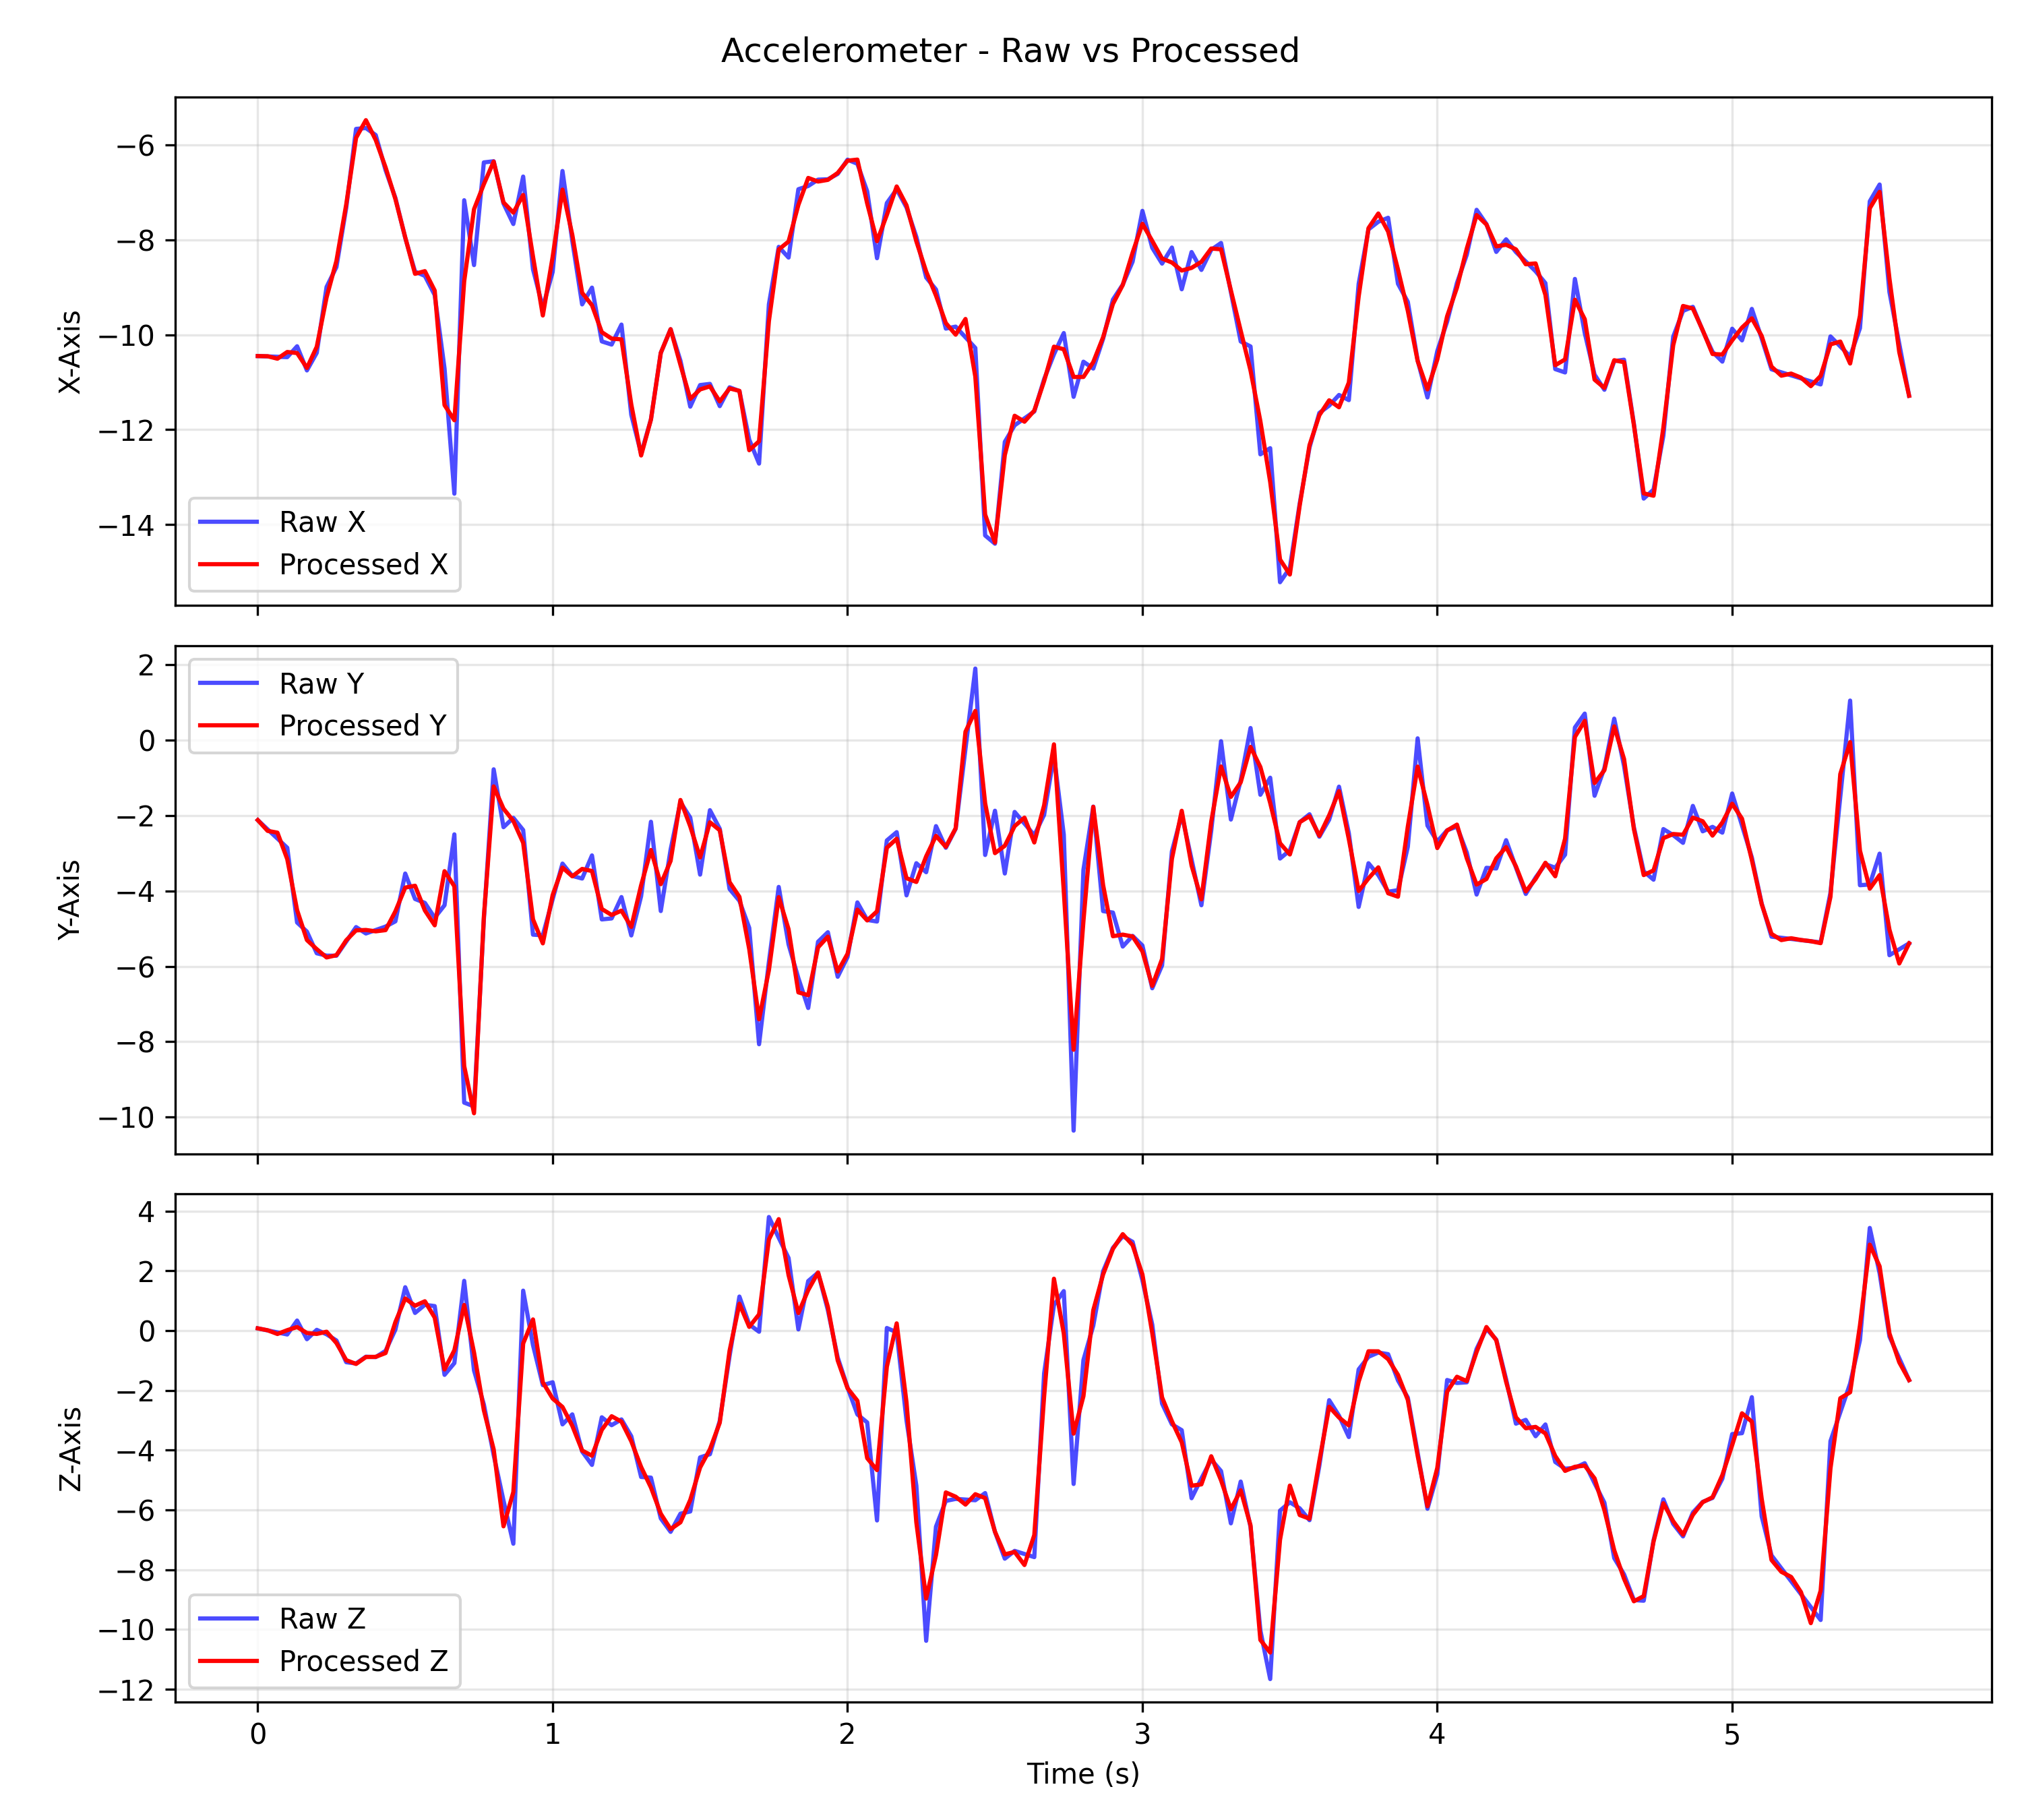 Accelerometer - Raw vs Processed
X-Axis
−6
−8
−10
−12
−14
Raw X
Processed X
Y-Axis
2
0
−2
−4
−6
−8
−10
Raw Y
Processed Y
Z-Axis
4
2
0
−2
−4
−6
−8
−10
−12
Raw Z
Processed Z
0 1 2 3 4 5
Time (s)